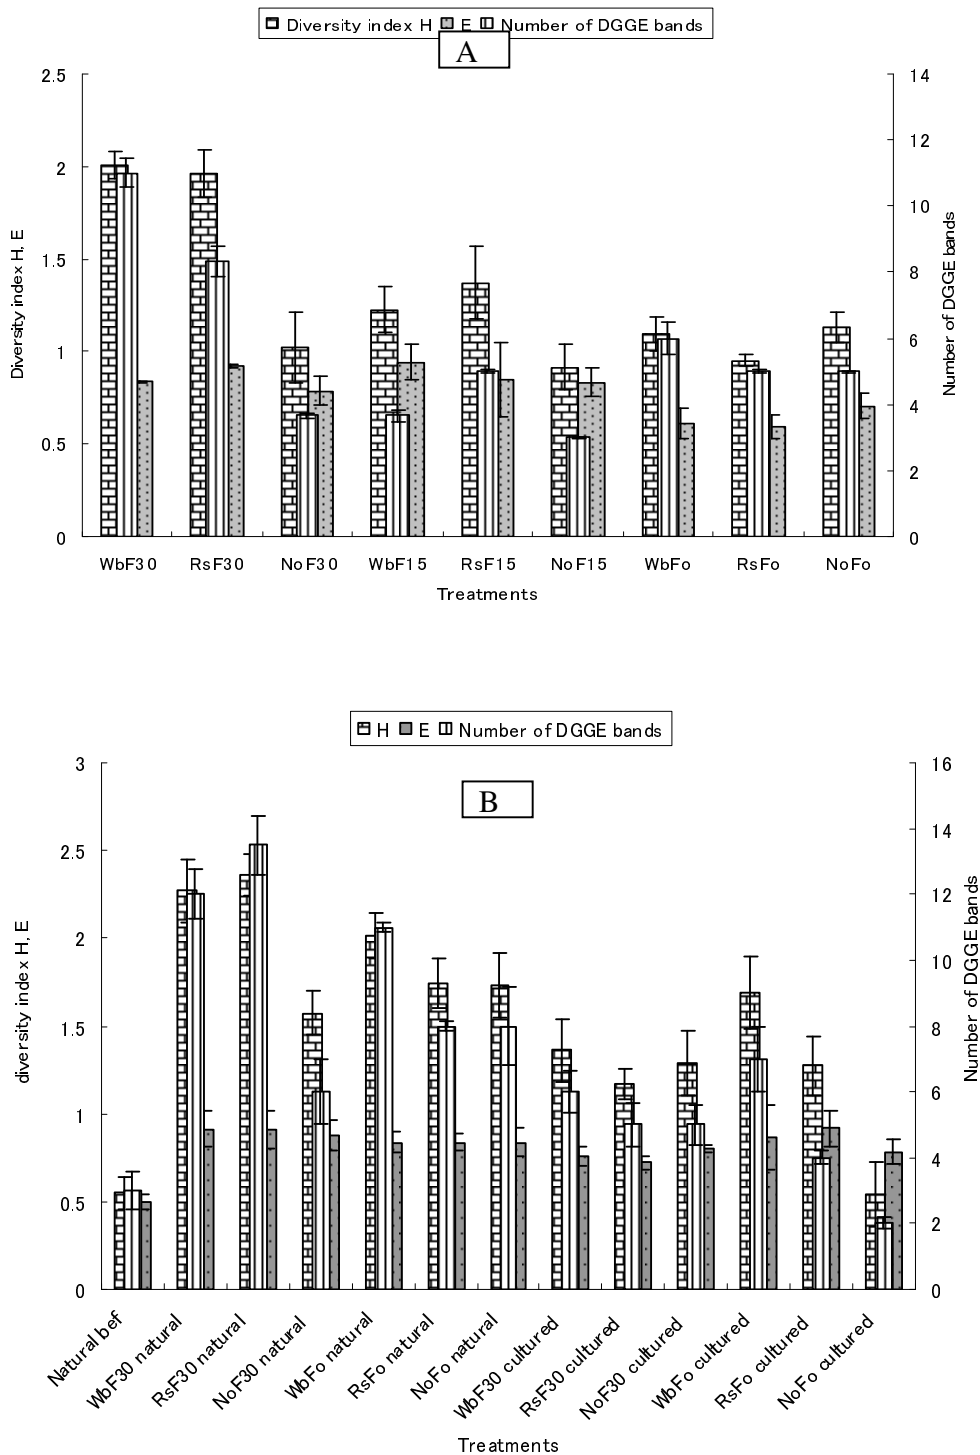 Diversity index H E Number of DGGE bands
A
2.5
2
1.5
1
0.5
0
Diversity index H, E
14
12
10
8
6
4
2
0
Number of DGGE bands
WbF30 RsF30 NoF30 WbF15 RsF15 NoF15 WbFo RsFo NoFo
Treatments
H E Number of DGGE bands
B
3
2.5
2
1.5
1
0.5
0
diversity index H, E
16
14
12
10
8
6
4
2
0
Number of DGGE bands
Natural bef
WbF30 natural
RsF30 natural
NoF30 natural
WbFo natural
RsFo natural
NoFo natural
WbF30 cultured
RsF30 cultured
NoF30 cultured
WbFo cultured
RsFo cultured
NoFo cultured
Treatments